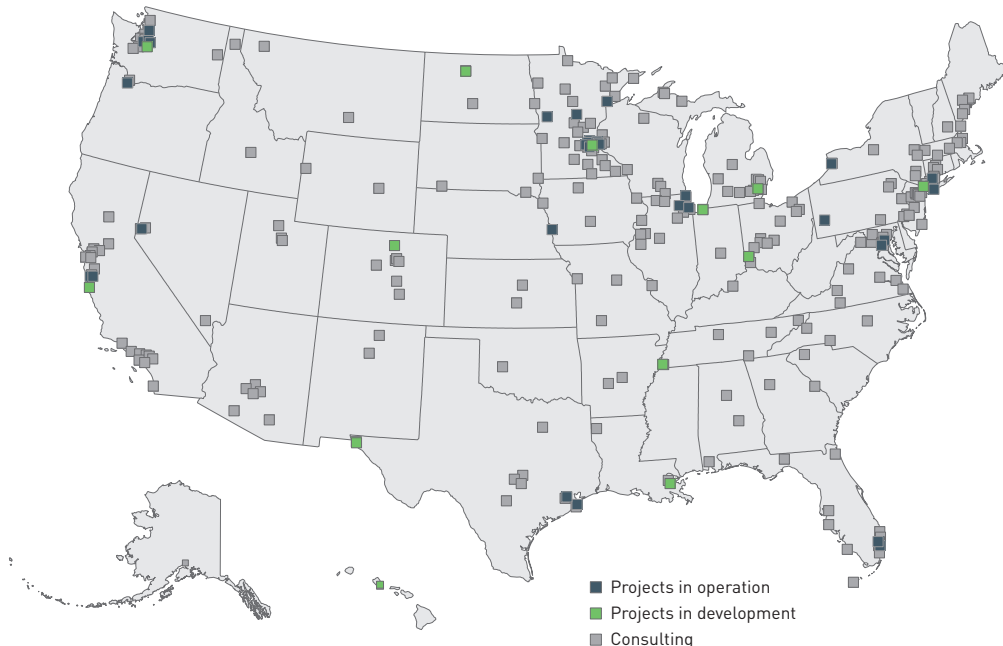 Projects in operation
Projects in development
Consulting